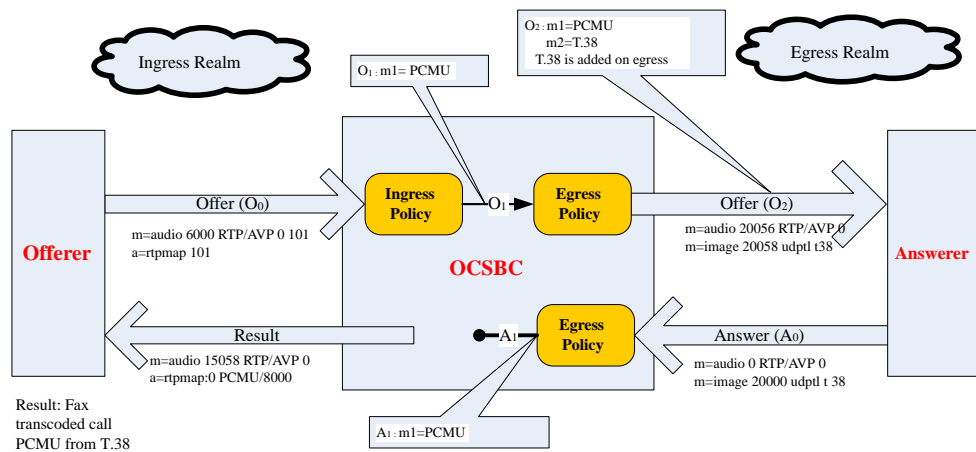 Ingress Realm
O1 : m1= PCMU
O2 : m1=PCMU
m2=T.38
T.38 is added on egress
Egress Realm
Offerer
Offer (O0)
m=audio 6000 RTP/AVP 0 101
a=rtpmap 101
Ingress
Policy
O1
Egress
Policy
OCSBC
Offer (O2)
m=audio 20056 RTP/AVP 0
m=image 20058 udptl t38
Answerer
Result
m=audio 15058 RTP/AVP 0
a=rtpmap:0 PCMU/8000
A1
Egress
Policy
Answer (A0)
m=audio 0 RTP/AVP 0
m=image 20000 udptl t 38
Result: Fax
transcoded call
PCMU from T.38
A1 : m1=PCMU